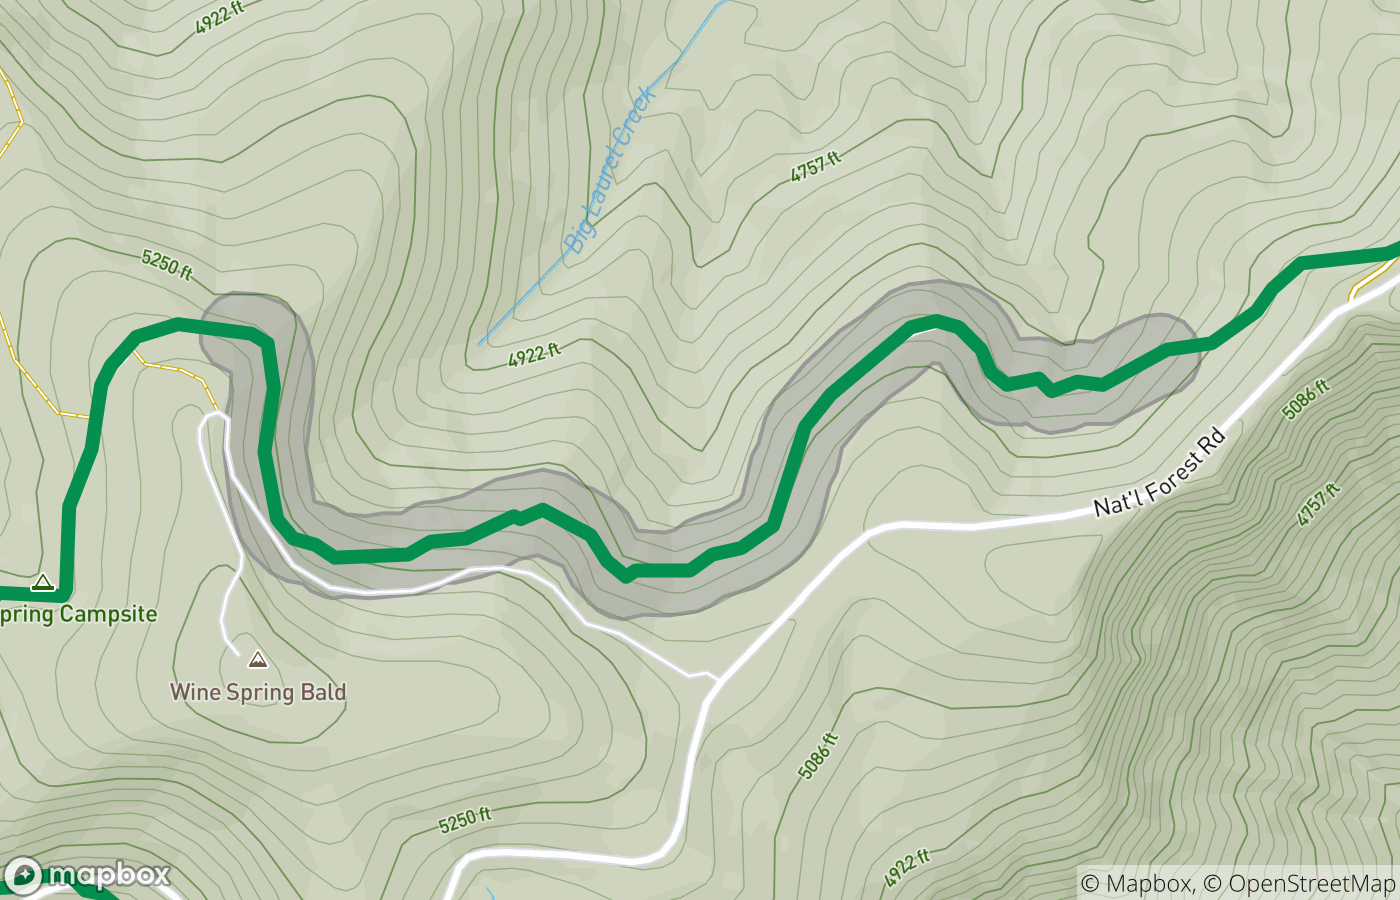 4922 ft
Big Laurel Creek
4757 ft
5250 ft
4922 ft
5086 ft
Nat'l Forest Rd
4757 ft
pring Campsite
Wine Spring Bald
5086 ft
5250 ft
4922 ft
mapbox
© Mapbox, © OpenStreetMap